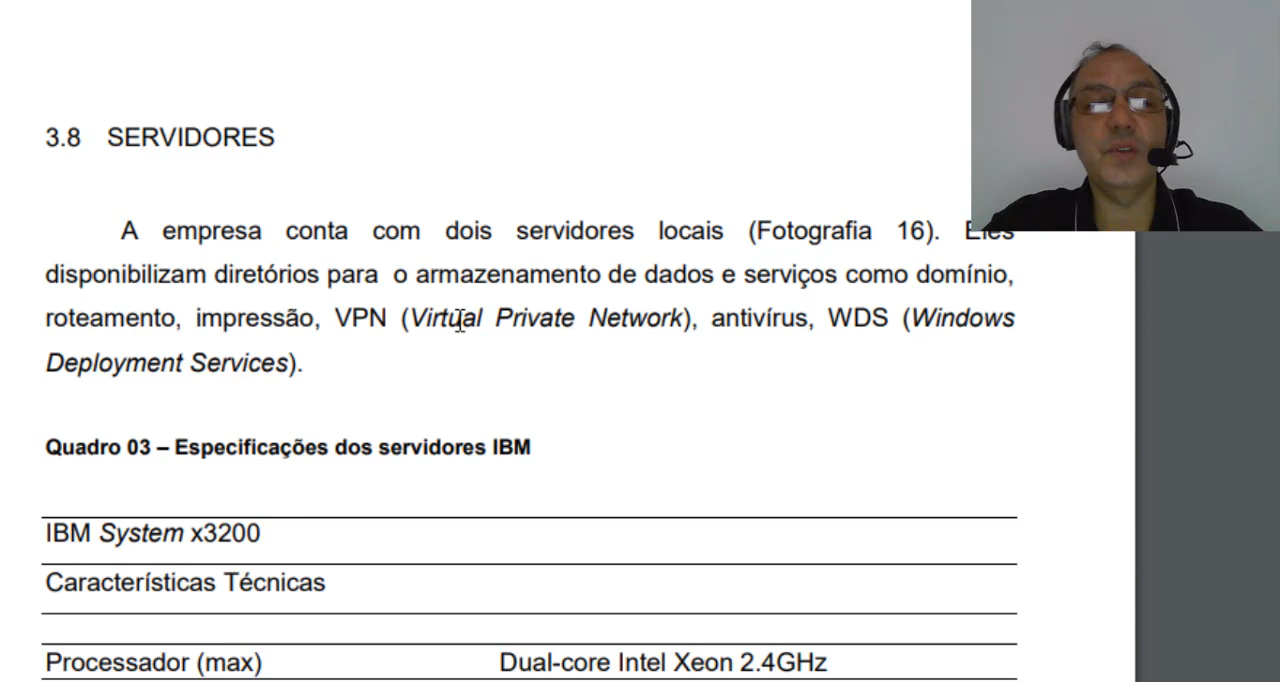 3.8 SERVIDORES
A empresa conta com dois servidores locais (Fotografia 16). Eles
disponibilizam diretórios para o armazenamento de dados e serviços como domínio,
roteamento, impressão, VPN (Virtual Private Network), antivírus, WDS (Windows
Deployment Services).
Quadro 03 – Especificações dos servidores IBM
IBM System x3200
Características Técnicas
Processador (max) Dual-core Intel Xeon 2.4GHz